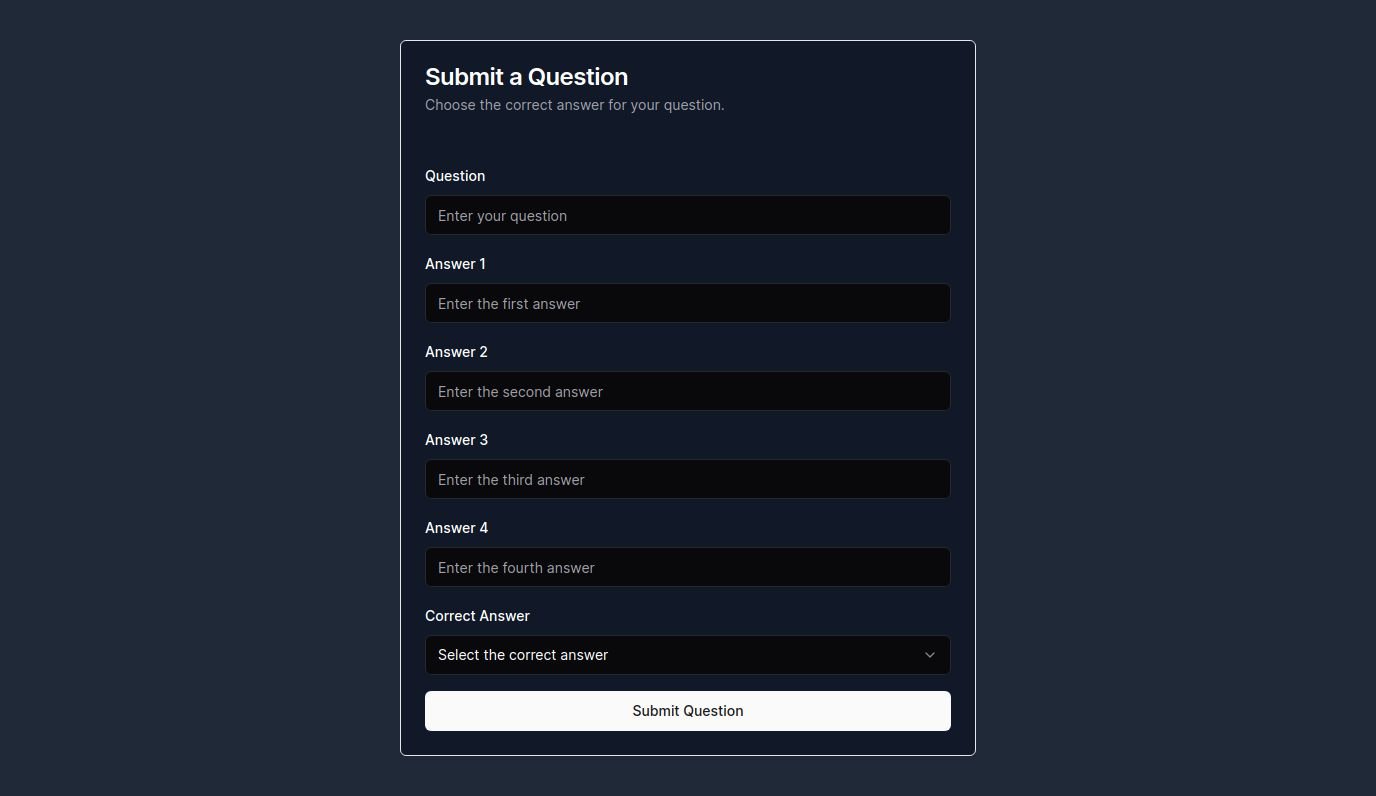 Submit a Question
Choose the correct answer for your question.
Question
Enter your question
Answer 1
Enter the first answer
Answer 2
Enter the second answer
Answer 3
Enter the third answer
Answer 4
Enter the fourth answer
Correct Answer
Select the correct answer
Submit Question